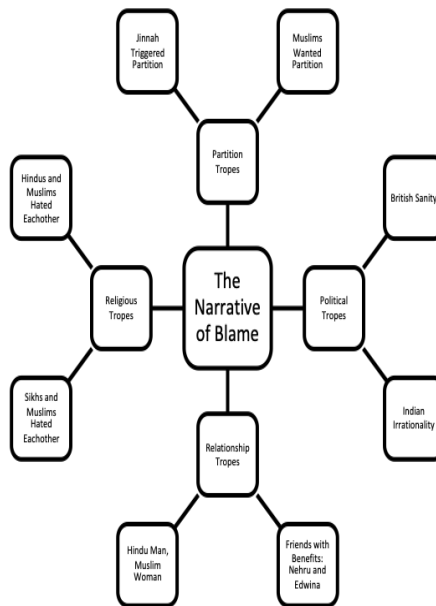 Jinnah
Triggered
Partition
Muslims
Wanted
Partition
Partition
Tropes
Hindus and
Muslims
Hated
Eachother
British Sanity
The
Narrative
of Blame
Religious
Tropes
Political
Tropes
Sikhs and
Muslims
Hated
Eachother
Indian
Irrationality
Relationship
Tropes
Hindu Man,
Muslim
Woman
Friends with
Benefits:
Nehru and
Edwina